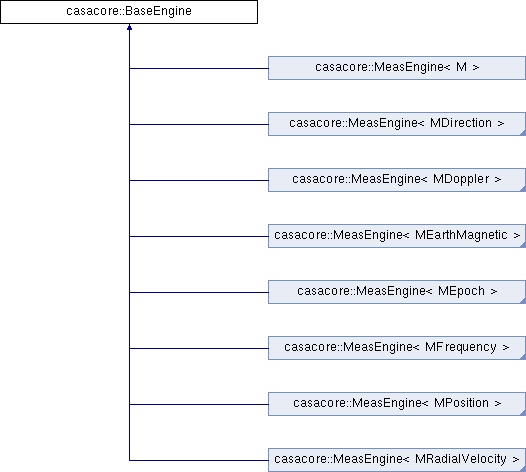 casacore::BaseEngine
casacore::MeasEngine< M >
casacore::MeasEngine< MDirection >
casacore::MeasEngine< MDoppler >
casacore::MeasEngine< MEarthMagnetic >
casacore::MeasEngine< MEpoch >
casacore::MeasEngine< MFrequency >
casacore::MeasEngine< MPosition >
casacore::MeasEngine< MRadialVelocity >